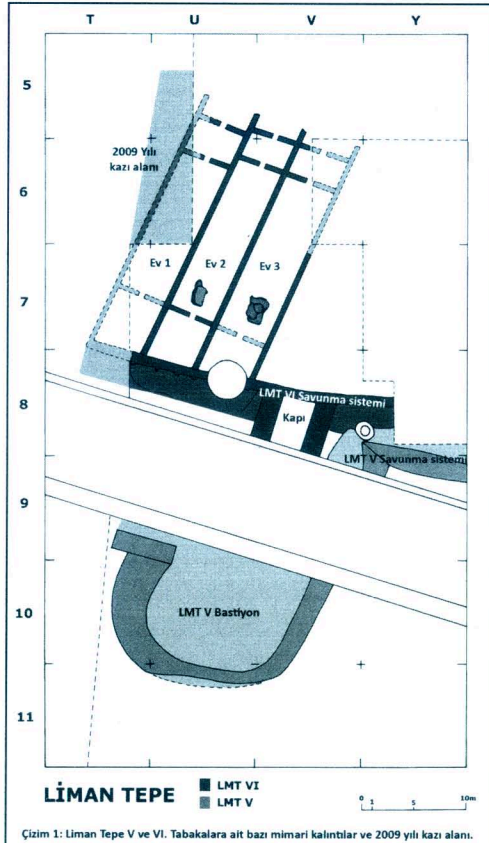 T U V Y
5
2009 Yılı
kazı alanı
6
Ev 1 Ev 2 Ev 3
7
LMT VI Savunma sistemi
8
Kapı
LMT V Savunma sistemi
9
10
LMT V Bastiyon
11
LİMAN TEPE
LMT VI
LMT V
0 1 5 10m
Çizim 1: Liman Tepe V ve VI. Tabakalara ait bazı mimari kalıntılar ve 2009 yılı kazı alanı.